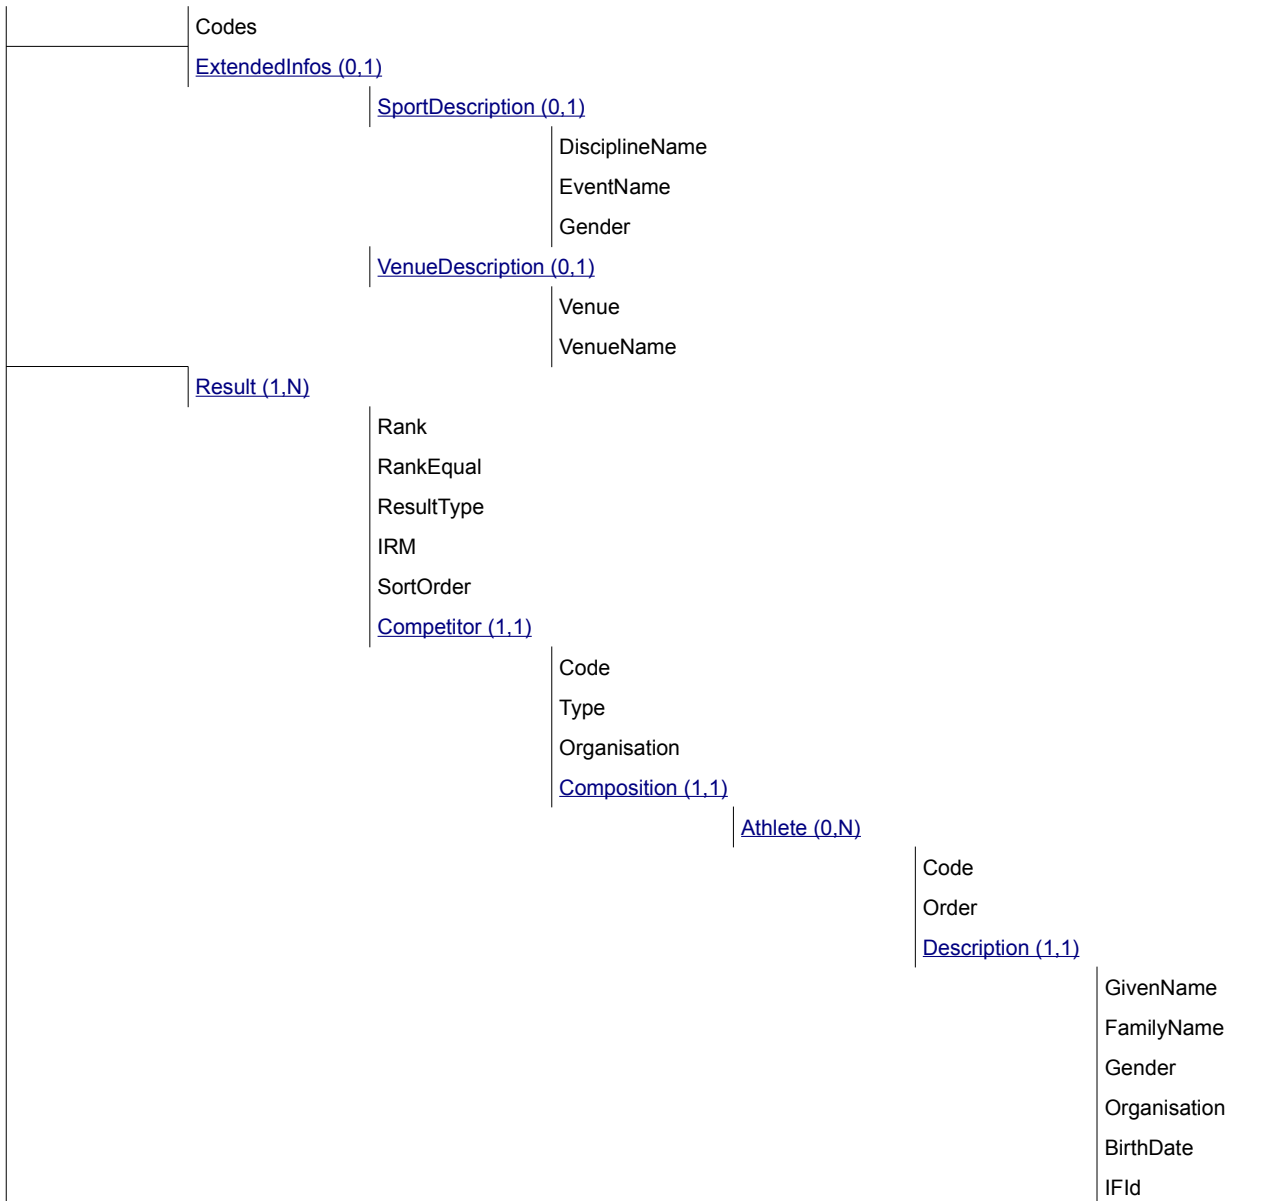 Codes
ExtendedInfos (0,1)
SportDescription (0,1)
DisciplineName
EventName
Gender
VenueDescription (0,1)
Venue
VenueName
Result (1,N)
Rank
RankEqual
ResultType
IRM
SortOrder
Competitor (1,1)
Code
Type
Organisation
Composition (1,1)
Athlete (0,N)
Code
Order
Description (1,1)
GivenName
FamilyName
Gender
Organisation
BirthDate
IFId